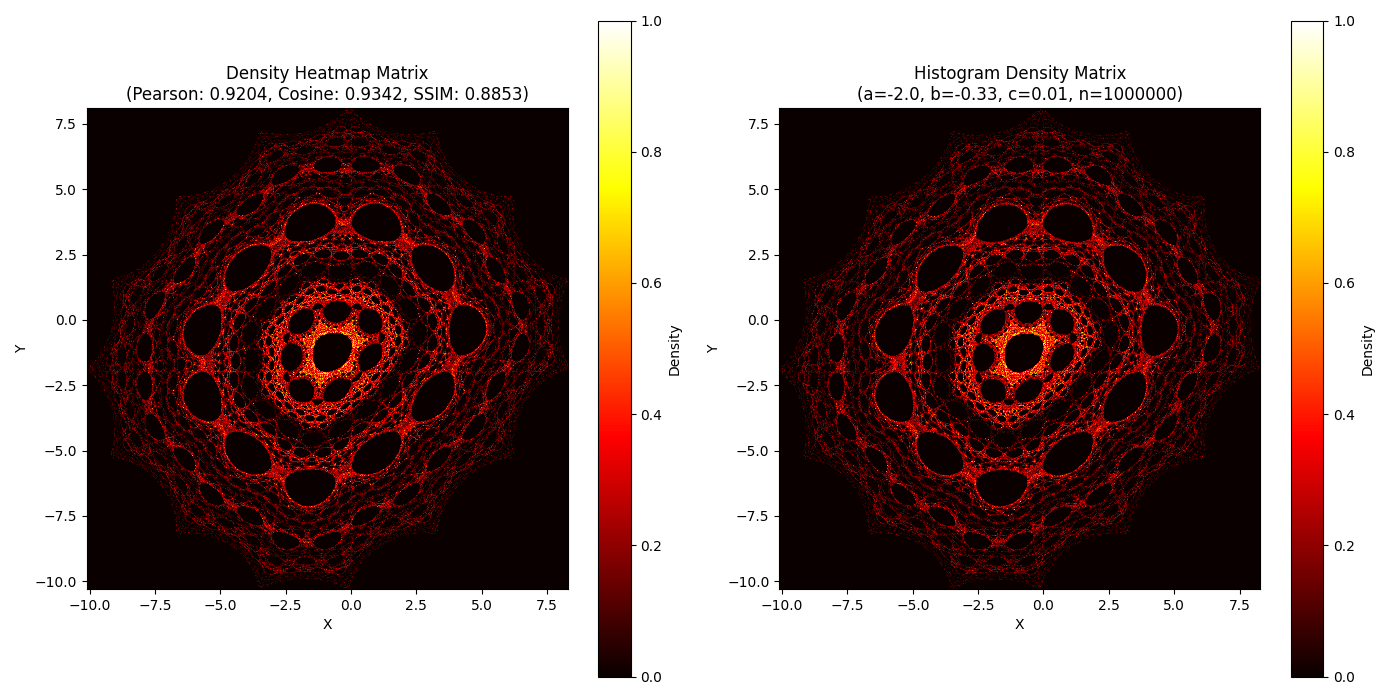 Density Heatmap Matrix
(Pearson: 0.9204, Cosine: 0.9342, SSIM: 0.8853)
7.5
5.0
2.5
0.0
−2.5
−5.0
−7.5
−10.0
Y
−10.0 −7.5 −5.0 −2.5 0.0 2.5 5.0 7.5
X
1.0
0.8
0.6
0.4
0.2
0.0
Density
Histogram Density Matrix
(a=-2.0, b=-0.33, c=0.01, n=1000000)
7.5
5.0
2.5
0.0
−2.5
−5.0
−7.5
−10.0
Y
−10.0 −7.5 −5.0 −2.5 0.0 2.5 5.0 7.5
X
1.0
0.8
0.6
0.4
0.2
0.0
Density